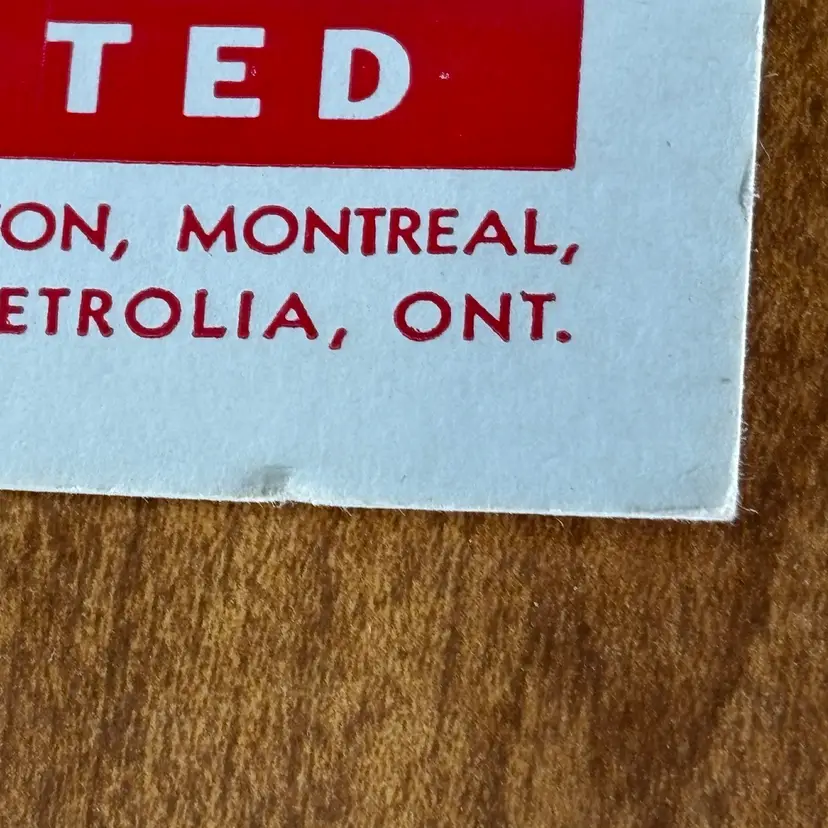 TED
ON, MONTREAL,
ETROLIA, ONT.